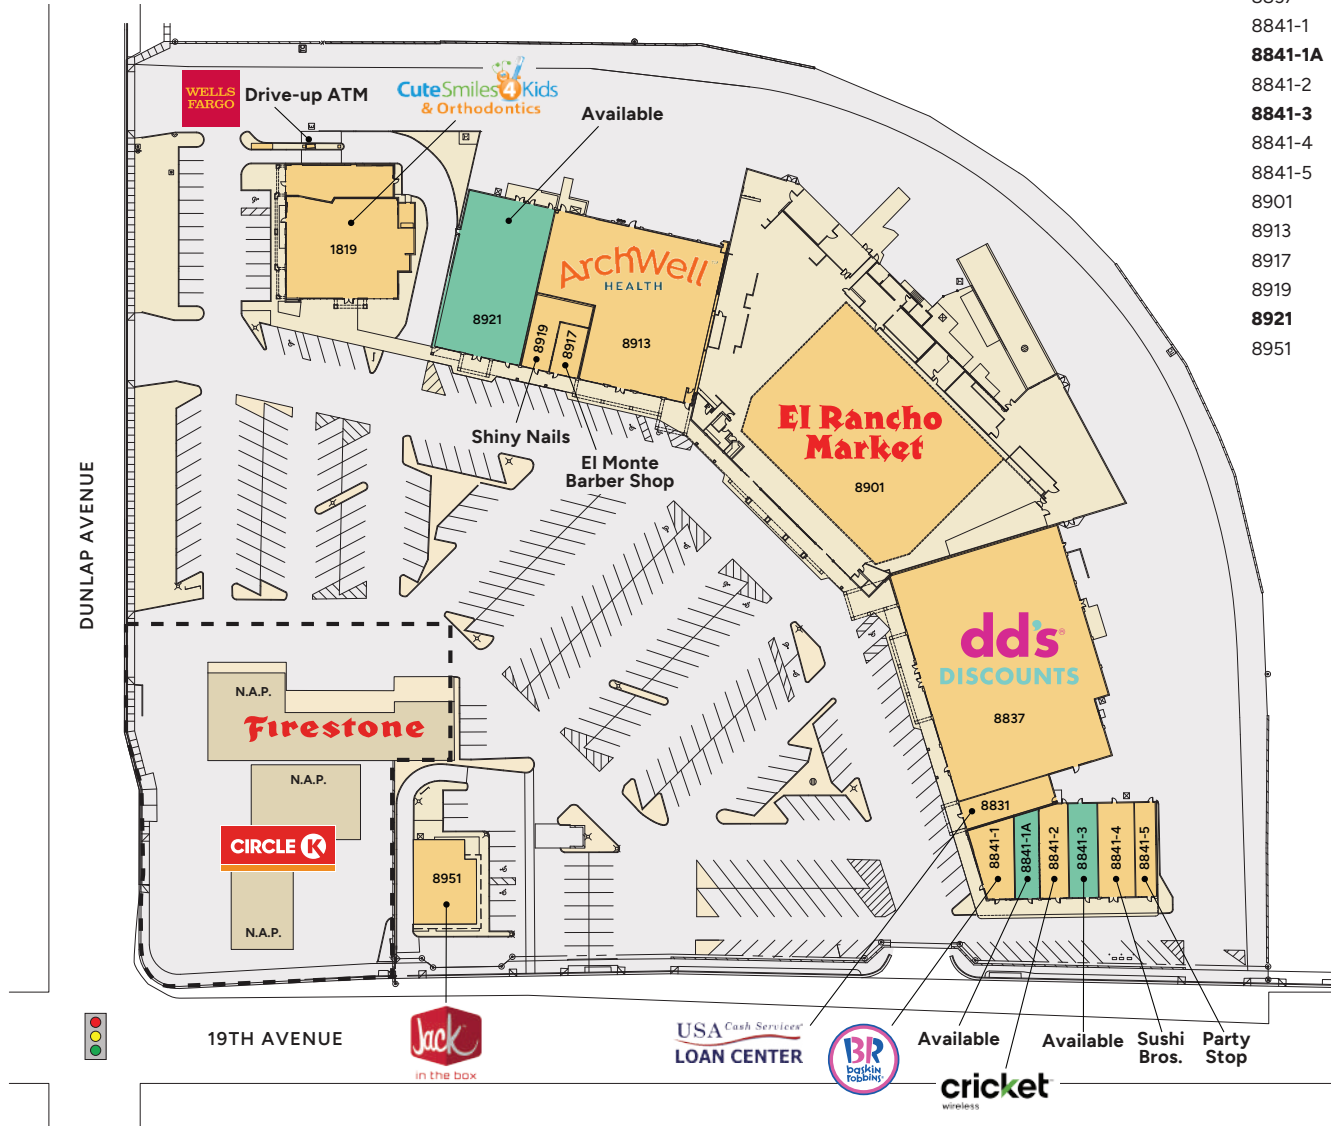 8841-1
8841-1A
8841-2
8841-3
8841-4
8841-5
8901
8913
8917
8919
8921
8951
WELLS
FARGO
Drive-up ATM
CuteSmiles4Kids
& Orthodontics
Available
1819
ArchWell
HEALTH
8921
8919
8917
8913
Shiny Nails
El Monte
Barber Shop
El Rancho
Market
8901
DUNLAP AVENUE
dd's
DISCOUNTS
8837
N.A.P.
Firestone
N.A.P.
CIRCLE K
N.A.P.
8951
8831
8841-1
8841-1A
8841-2
8841-3
8841-4
8841-5
19TH AVENUE
Jack
in the box
USA Cash Services
LOAN CENTER
BR
baskin
robbins
Available
cricket
wireless
Available
Sushi
Bros.
Party
Stop